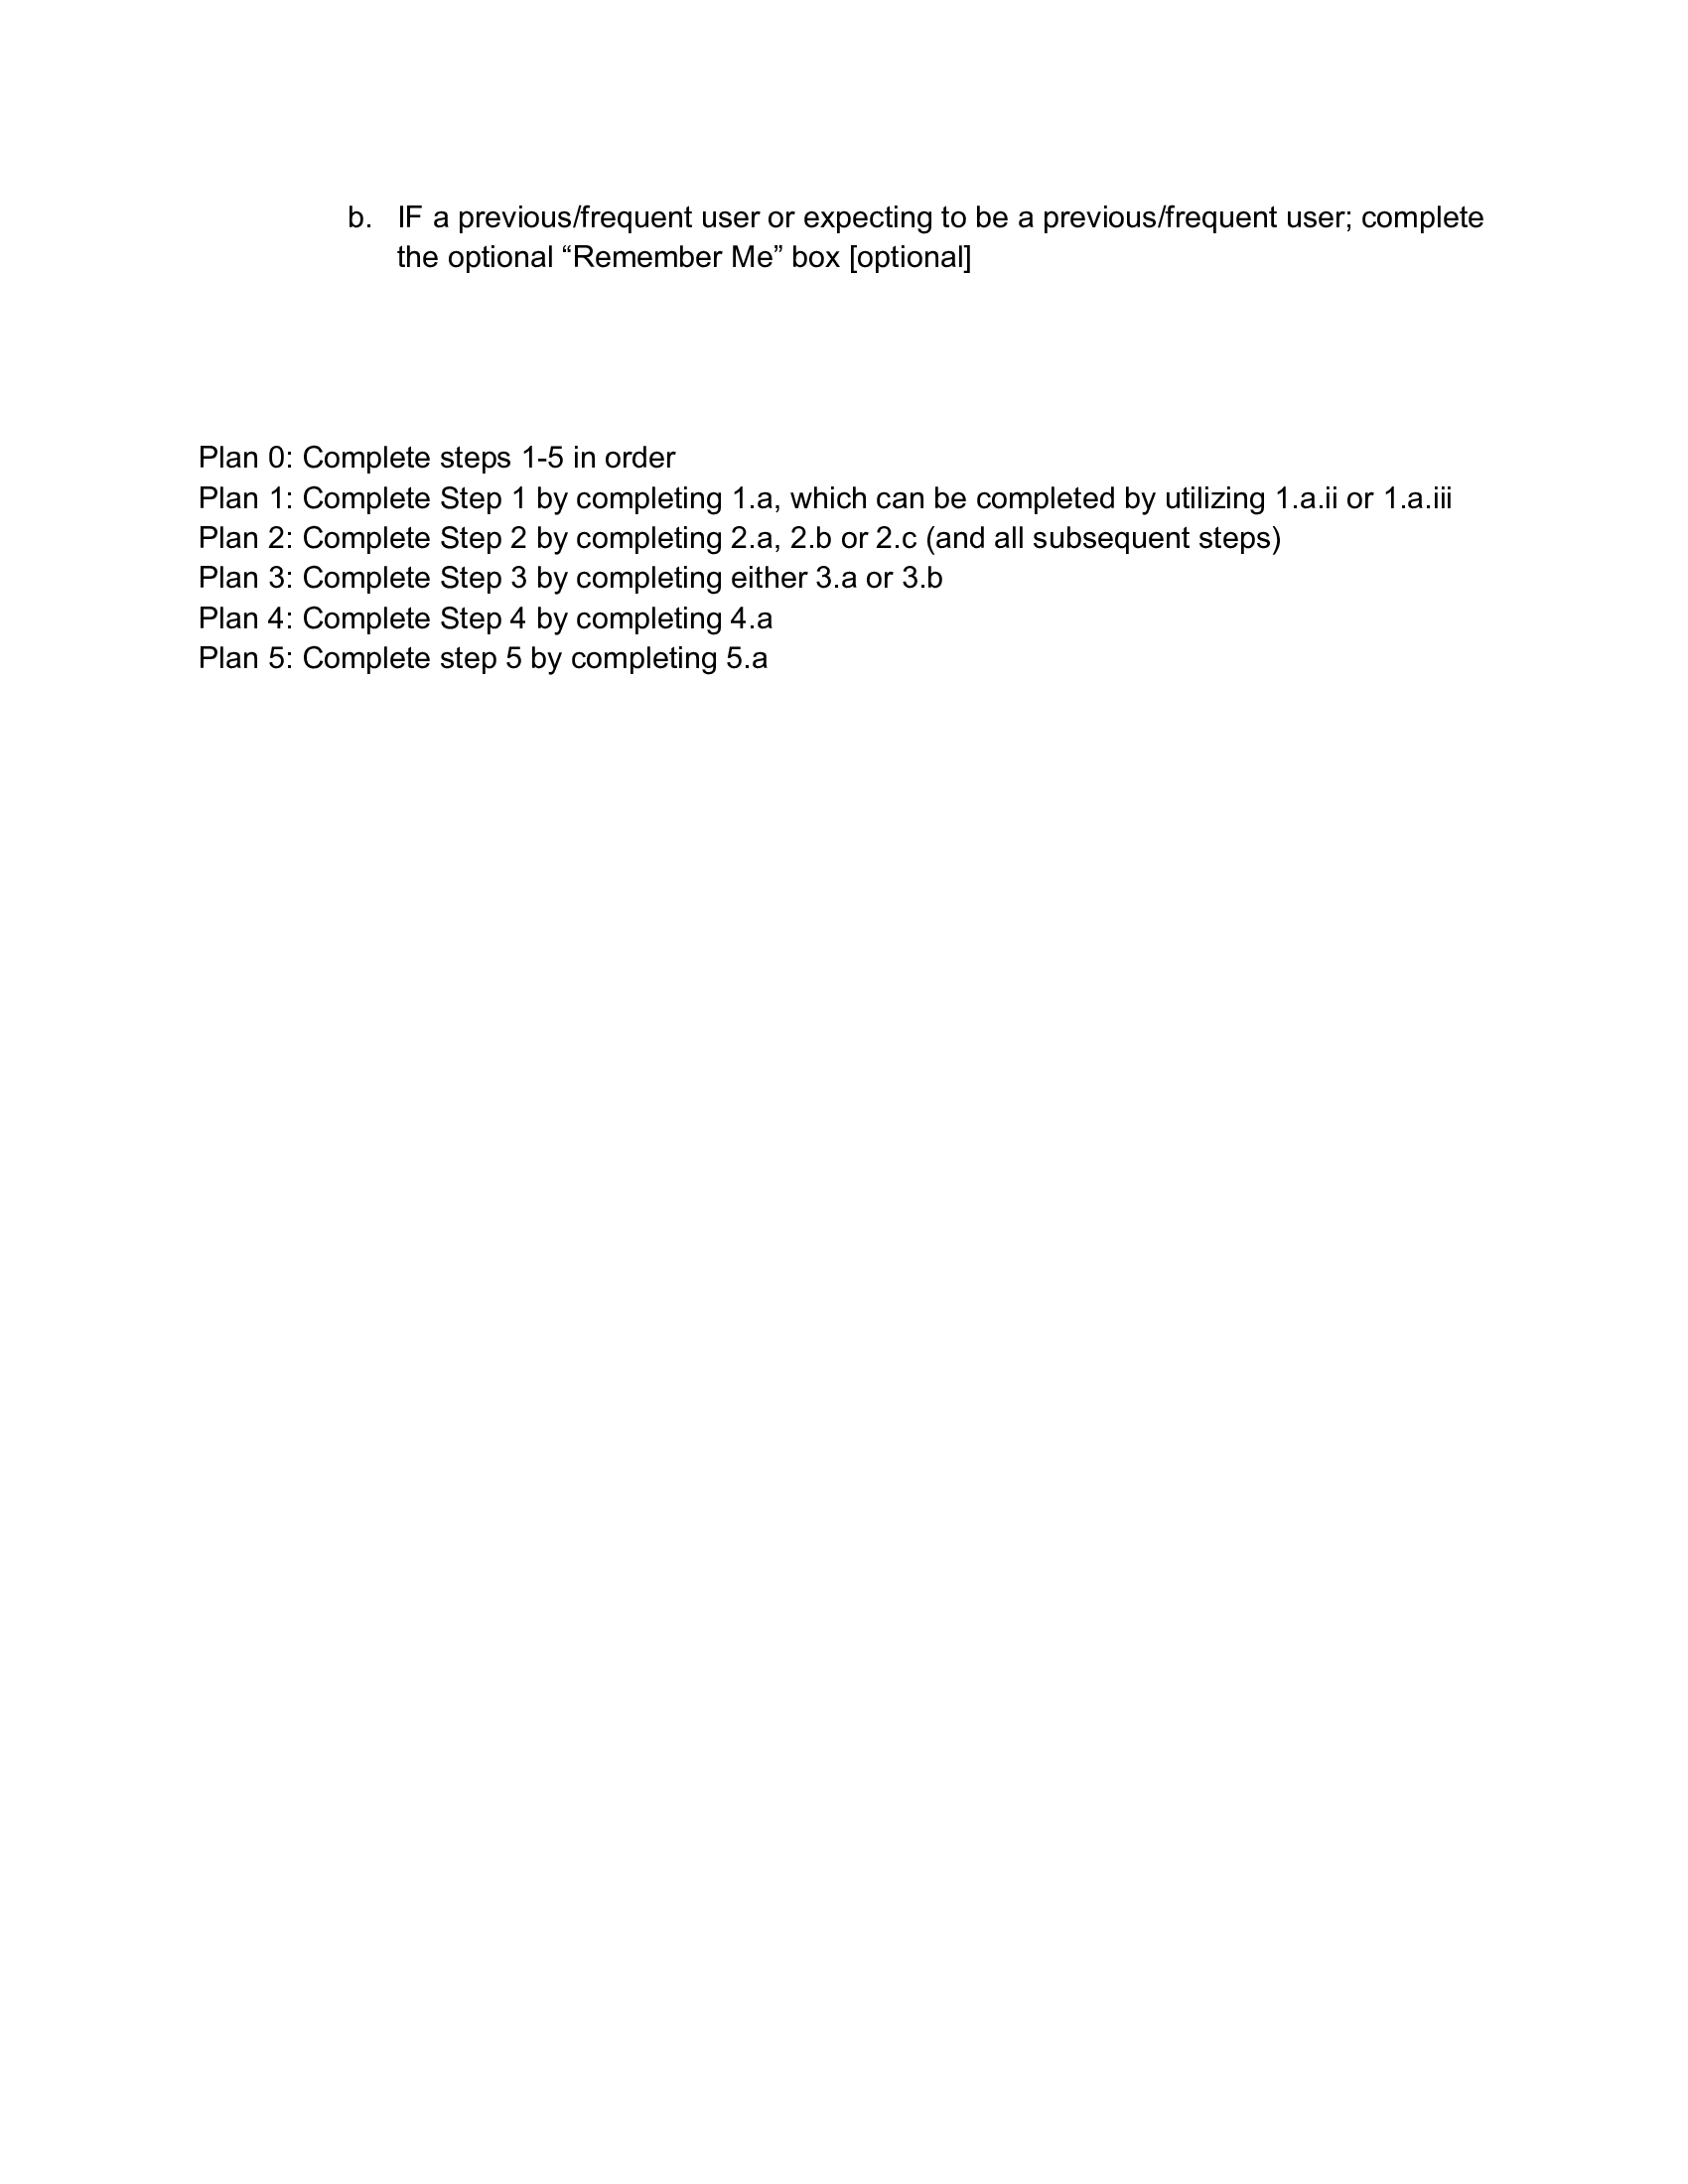 b. IF a previous/frequent user or expecting to be a previous/frequent user; complete
the optional “Remember Me” box [optional]
Plan 0: Complete steps 1-5 in order
Plan 1: Complete Step 1 by completing 1.a, which can be completed by utilizing 1.a.ii or 1.a.iii
Plan 2: Complete Step 2 by completing 2.a, 2.b or 2.c (and all subsequent steps)
Plan 3: Complete Step 3 by completing either 3.a or 3.b
Plan 4: Complete Step 4 by completing 4.a
Plan 5: Complete step 5 by completing 5.a